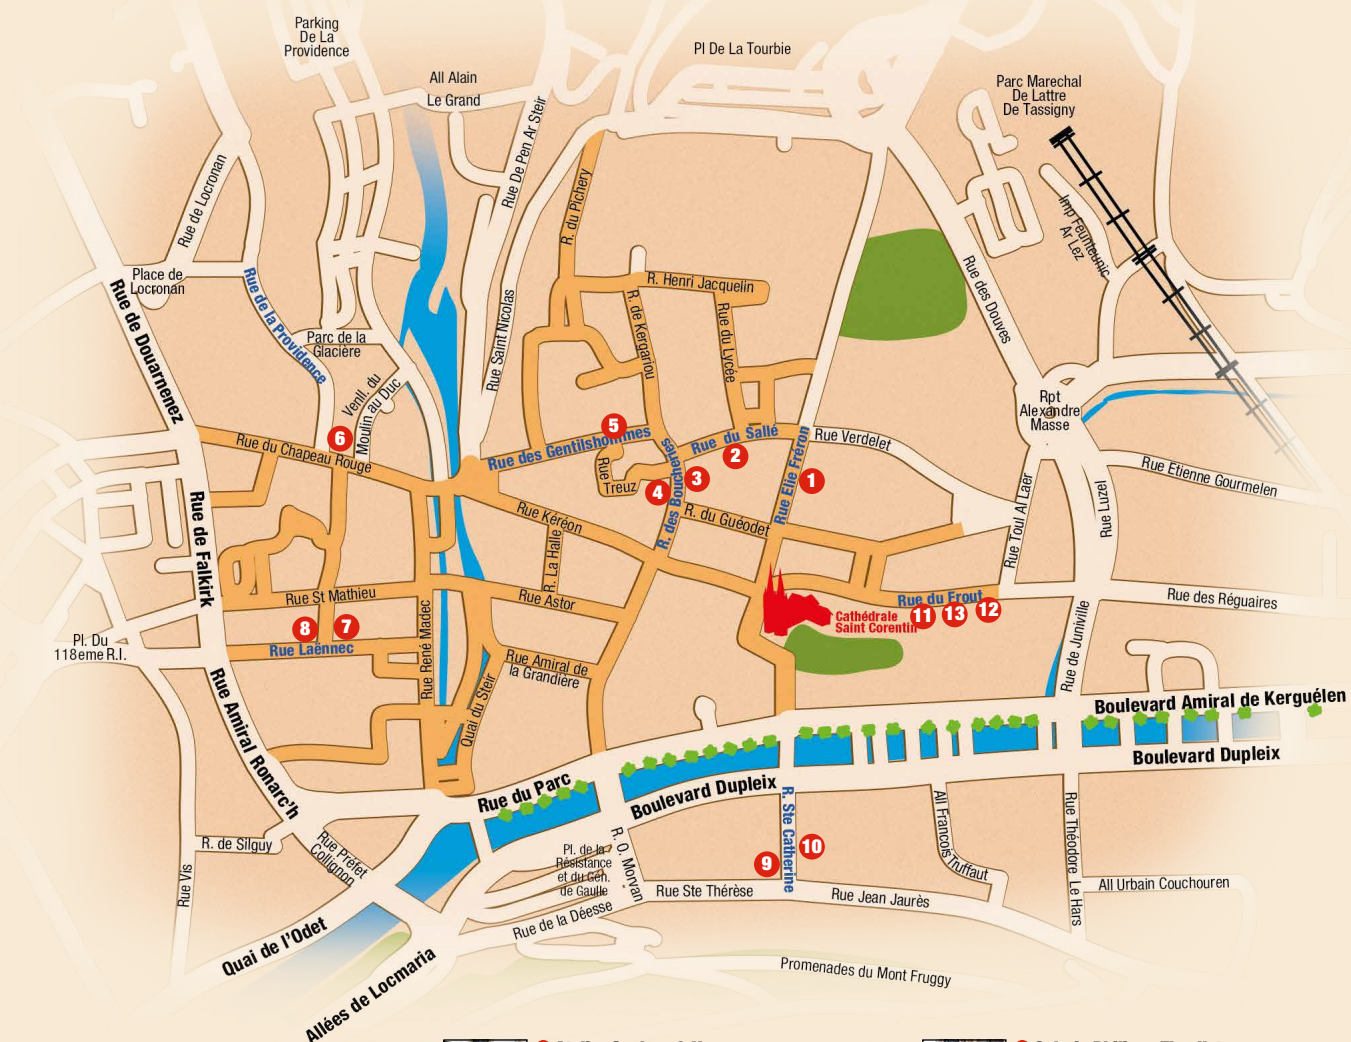 Parking
De La
Providence
All Alain
Le Grand
Pl De La Tourbie
Parc Marechal
De Lattre
De Tassigny
Rue De Pen Ar Steir
Rue de Locronan
R. du Pichery
Imp Feunteunic
Ar Lez
Place de
Locronan
Rue de la Providence
Rue de Douarnenez
Rue Saint Nicolas
R. Henri Jacquelin
R. de Kergariou
Rue du Lycée
Rue des Douves
Parc de la
Glacière
Venll. du
Moulin au Duc
Rpt
Alexandre
Masse
6
Rue du Chapeau Rouge
5
Rue des Gentilshommes
Rue du Sallé
2
Rue Verdelet
Rue
Treuz
4
3
R. des Boucheries
Rue Elie Fréron
1
Rue Etienne Gourmelen
Rue Luzel
Rue Toul Al Laer
Rue de Falkirk
Rue Kéréon
R. du Guéodet
R. La Halle
Rue St Mathieu
Rue Astor
Cathédrale
Saint Corentin
Rue du Frout
11
13
12
Rue des Réguaires
8
7
Rue Laënnec
Rue René Madec
Pl. Du
118eme R.I.
Rue Amiral de
la Grandière
Quai du Steir
Rue de Juniville
Rue Amiral Ronarc'h
Boulevard Amiral de Kerguélen
Boulevard Dupleix
Rue du Parc
Boulevard Dupleix
R. de Silguy
Rue Préfet
Collignon
Rue Vis
Pl. de la
Résistance
et du Gén.
de Gaulle
R. O. Morvan
R. Ste Catherine
9
10
All Francois Truffaut
Rue Théodore Le Hars
All Urbain Couchouren
Rue Ste Thérèse
Rue Jean Jaurès
Rue de la Déesse
Quai de l'Odet
Allées de Locmaria
Promenades du Mont Fruggy